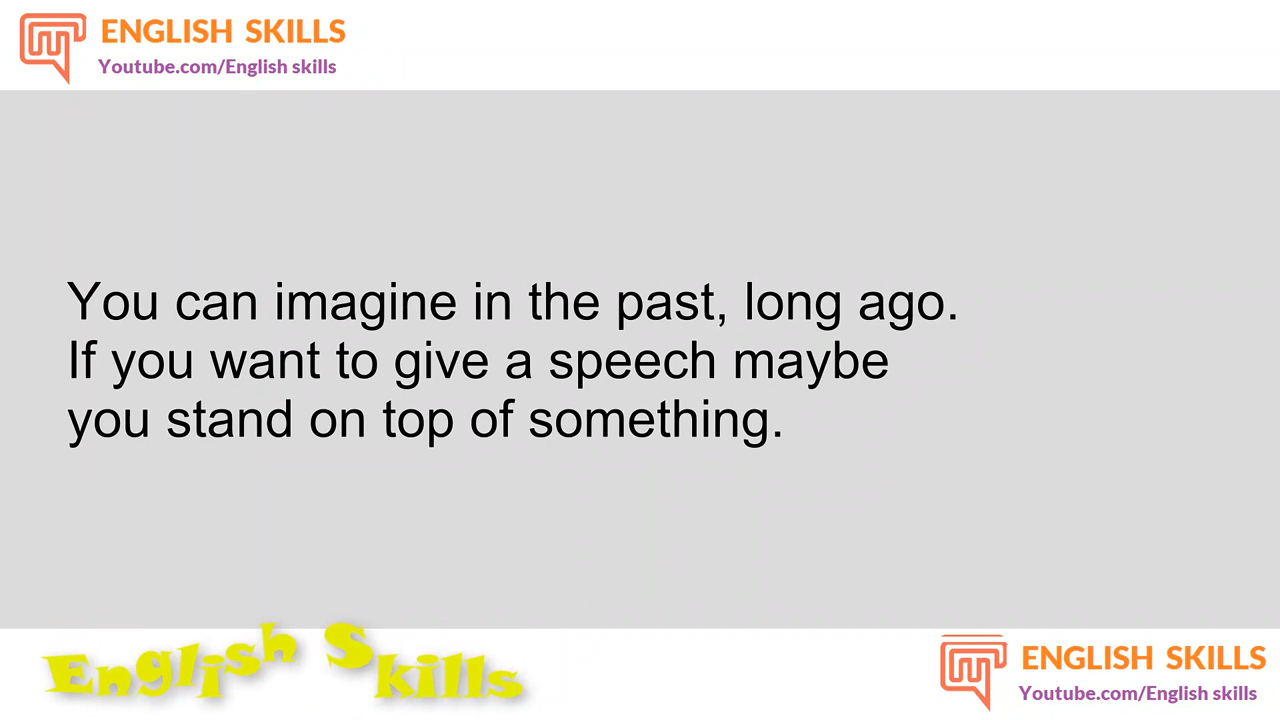 ENGLISH SKILLS
Youtube.com/English skills
You can imagine in the past, long ago.
If you want to give a speech maybe
you stand on top of something.
English Skills
ENGLISH SKILLS
Youtube.com/English skills